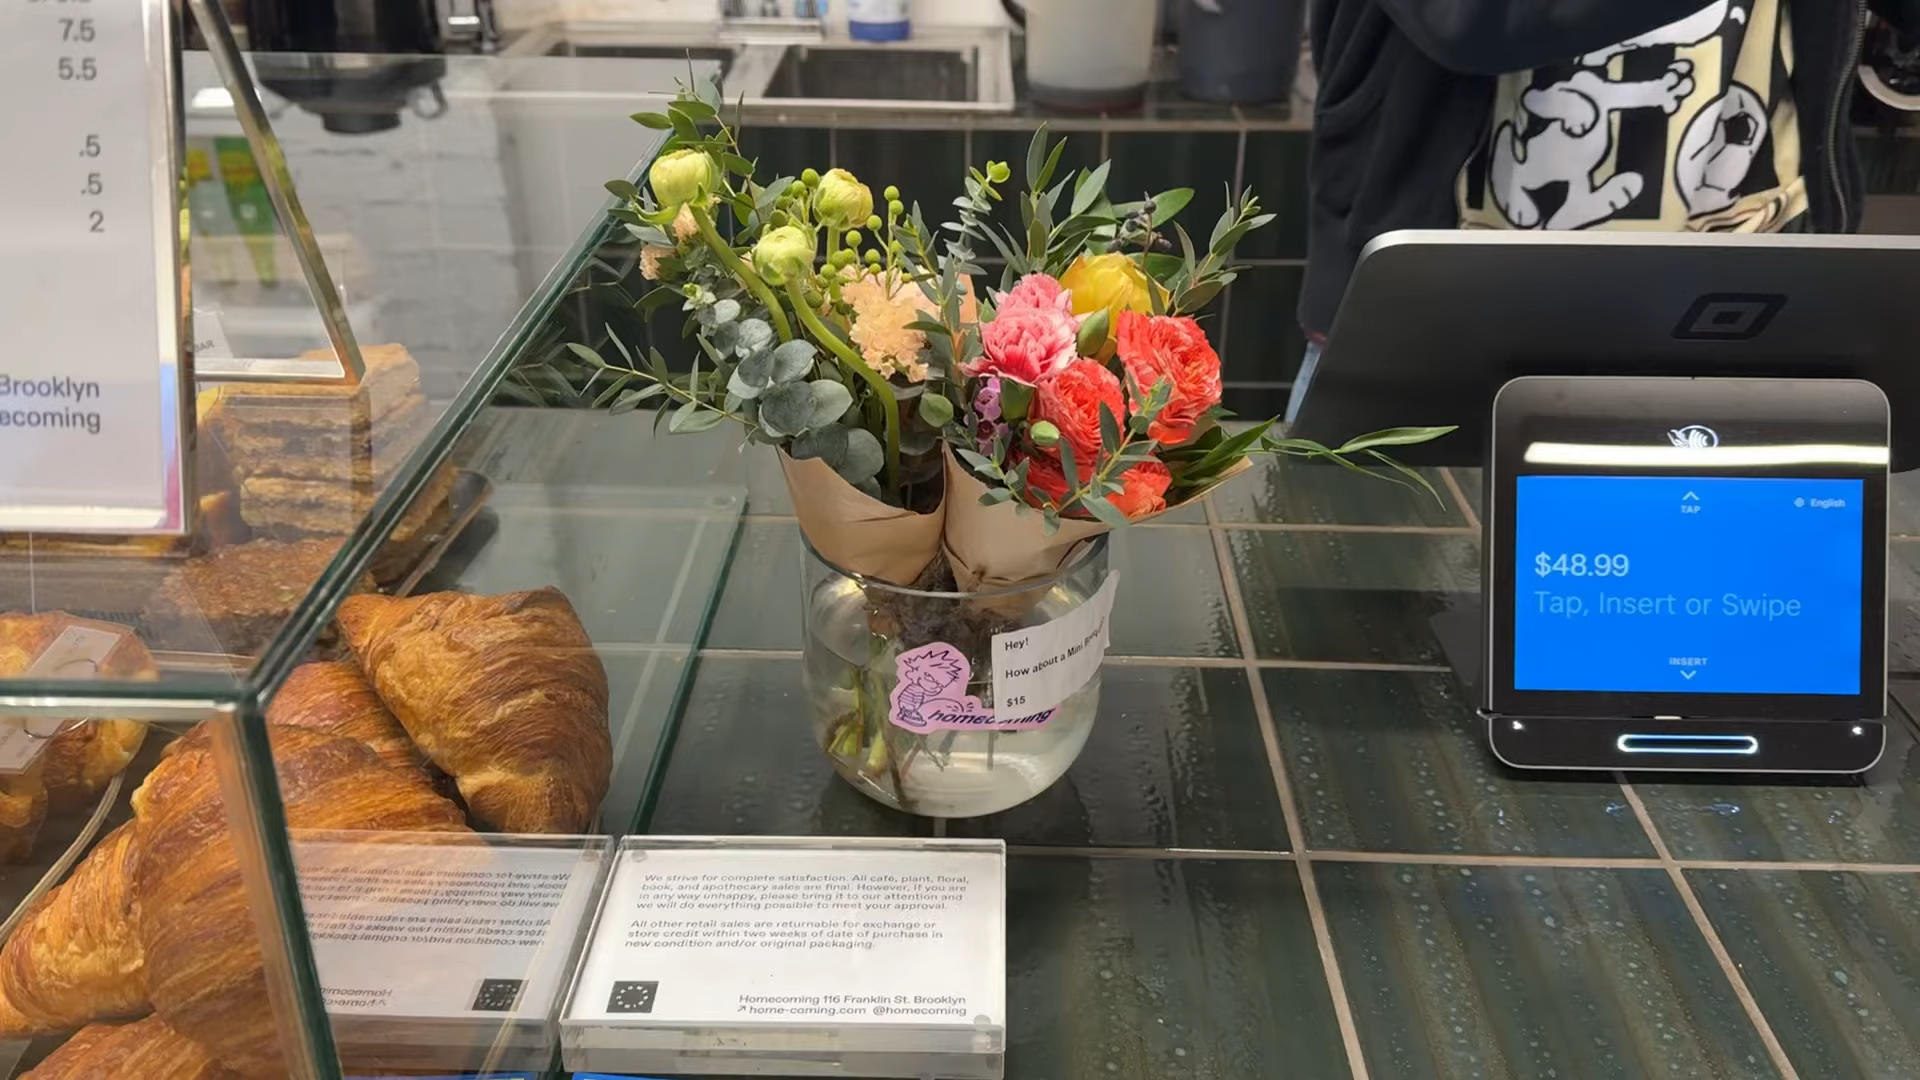 7.5
5.5
.5
.5
2
Brooklyn
ecoming
TAP
English
$48.99
Tap, Insert or Swipe
INSERT
Hey!
How about a Mini
$15
homecoming
We strive for complete satisfaction. All café, plant, floral,
book, and apothecary sales are final. However, if you are
in any way unhappy, please bring it to our attention and
we will do everything possible to meet your approval.
All other retail sales are returnable for exchange or
store credit within two weeks of date of purchase in
new condition and/or original packaging.
Homecoming 116 Franklin St. Brooklyn
↗ home-coming.com @homecoming